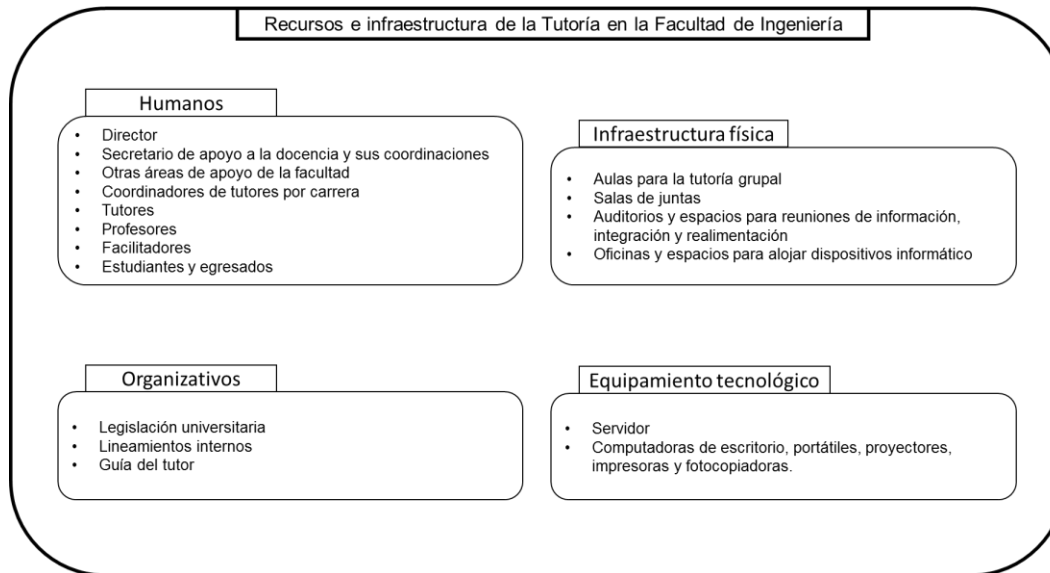 Recursos e infraestructura de la Tutoría en la Facultad de Ingeniería
Humanos
• Director
• Secretario de apoyo a la docencia y sus coordinaciones
• Otras áreas de apoyo de la facultad
• Coordinadores de tutores por carrera
• Tutores
• Profesores
• Facilitadores
• Estudiantes y egresados
Infraestructura física
• Aulas para la tutoría grupal
• Salas de juntas
• Auditorios y espacios para reuniones de información,
integración y realimentación
• Oficinas y espacios para alojar dispositivos informático
Organizativos
• Legislación universitaria
• Lineamientos internos
• Guía del tutor
Equipamiento tecnológico
• Servidor
• Computadoras de escritorio, portátiles, proyectores,
impresoras y fotocopiadoras.